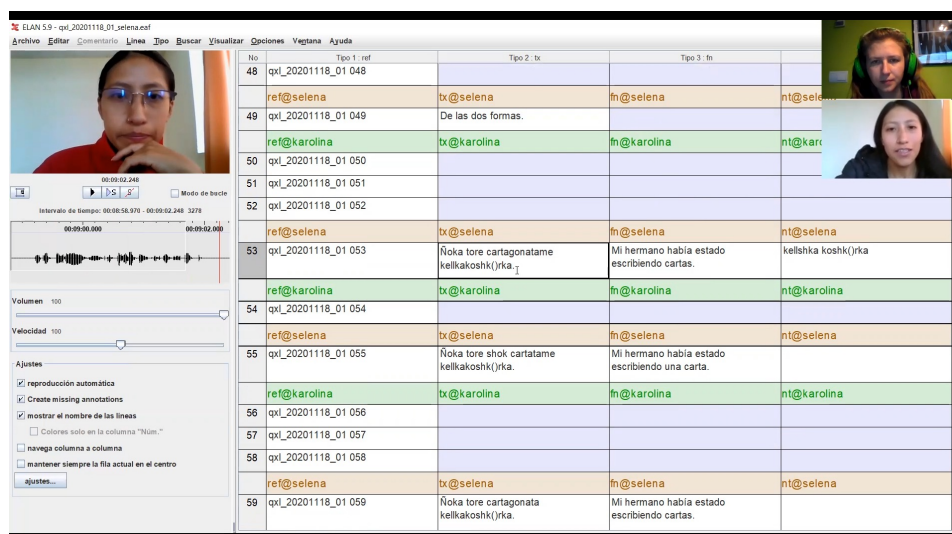 ELAN 5.9 - qxl_20201118_01_selena.eaf
Archivo Editar Comentario Línea Tipo Buscar Visualizar Opciones Ventana Ayuda
00:09:02.248
Modo de bucle
Intervalo de tiempo: 00:08:58.970 - 00:09:02.248 3278
00:09:00.000 00:09:02.000
Volumen 100
Velocidad 100
Ajustes
reproducción automática
Create missing annotations
mostrar el nombre de las líneas
Colores solo en la columna "Núm."
navega columna a columna
mantener siempre la fila actual en el centro
ajustes...
No Tipo 1 : ref Tipo 2 : tx Tipo 3 : fn
48 qxl_20201118_01 048
ref@selena tx@selena fn@selena
49 qxl_20201118_01 049 De las dos formas.
ref@karolina tx@karolina fn@karolina
50 qxl_20201118_01 050
51 qxl_20201118_01 051
52 qxl_20201118_01 052
ref@selena tx@selena fn@selena nt@selena
53 qxl_20201118_01 053 Ñoka tore cartagonatame Mi hermano había estado kellshka koshk()rka
kellkakoshk()rka. escribiendo cartas.
ref@karolina tx@karolina fn@karolina nt@karolina
54 qxl_20201118_01 054
ref@selena tx@selena fn@selena nt@selena
55 qxl_20201118_01 055 Ñoka tore shok cartatame Mi hermano había estado
kellkakoshk()rka. escribiendo una carta.
ref@karolina tx@karolina fn@karolina nt@karolina
56 qxl_20201118_01 056
57 qxl_20201118_01 057
58 qxl_20201118_01 058
ref@selena tx@selena fn@selena nt@selena
59 qxl_20201118_01 059 Ñoka tore cartagonata Mi hermano había estado
kellkakoshk()rka. escribiendo cartas.